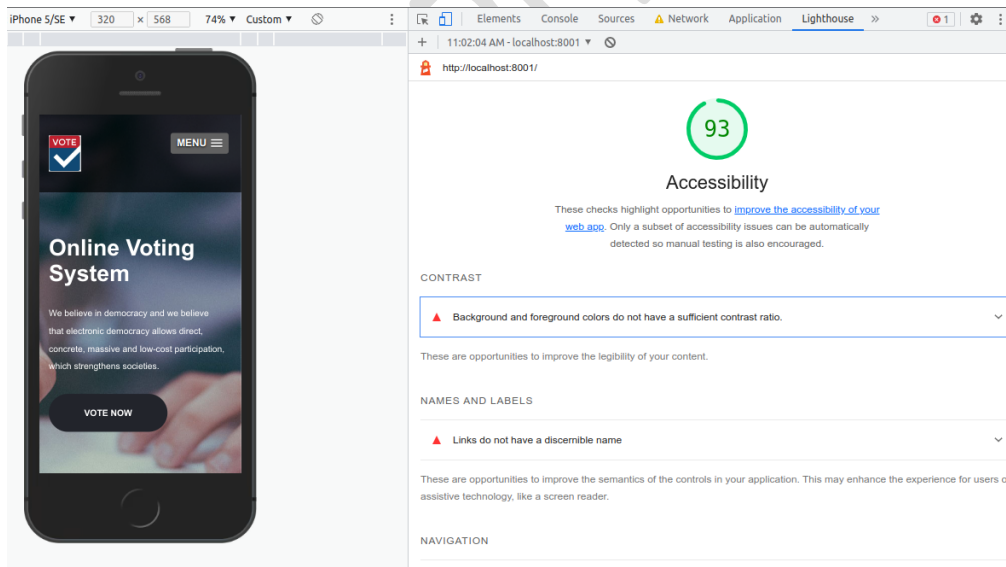 iPhone 5/SE ▼ 320 × 568 74% ▼ Custom ▼
Elements Console Sources Network Application Lighthouse » 1
+ 11:02:04 AM - localhost:8001 ▼
http://localhost:8001/
VOTE
MENU
Online Voting
System
We believe in democracy and we believe
that electronic democracy allows direct,
concrete, massive and low-cost participation,
which strengthens societies.
VOTE NOW
93
Accessibility
These checks highlight opportunities to improve the accessibility of your
web app. Only a subset of accessibility issues can be automatically
detected so manual testing is also encouraged.
CONTRAST
Background and foreground colors do not have a sufficient contrast ratio.
These are opportunities to improve the legibility of your content.
NAMES AND LABELS
Links do not have a discernible name
These are opportunities to improve the semantics of the controls in your application. This may enhance the experience for users
assistive technology, like a screen reader.
NAVIGATION